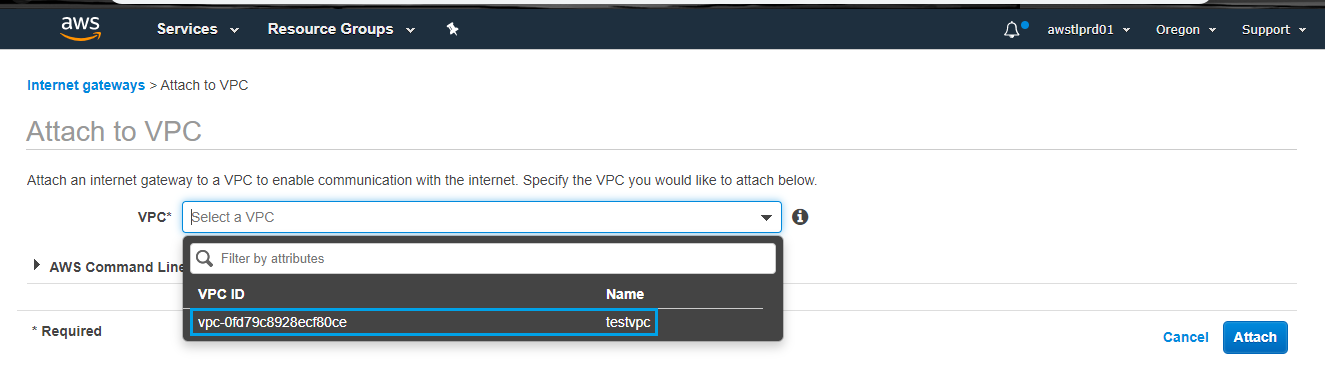 aws Services Resource Groups awstlprd01 Oregon Support
Internet gateways > Attach to VPC
Attach to VPC
Attach an internet gateway to a VPC to enable communication with the internet. Specify the VPC you would like to attach below.
VPC* Select a VPC
Filter by attributes
AWS Command Line
VPC ID Name
vpc-0fd79c8928ecf80ce testvpc
* Required
Cancel Attach